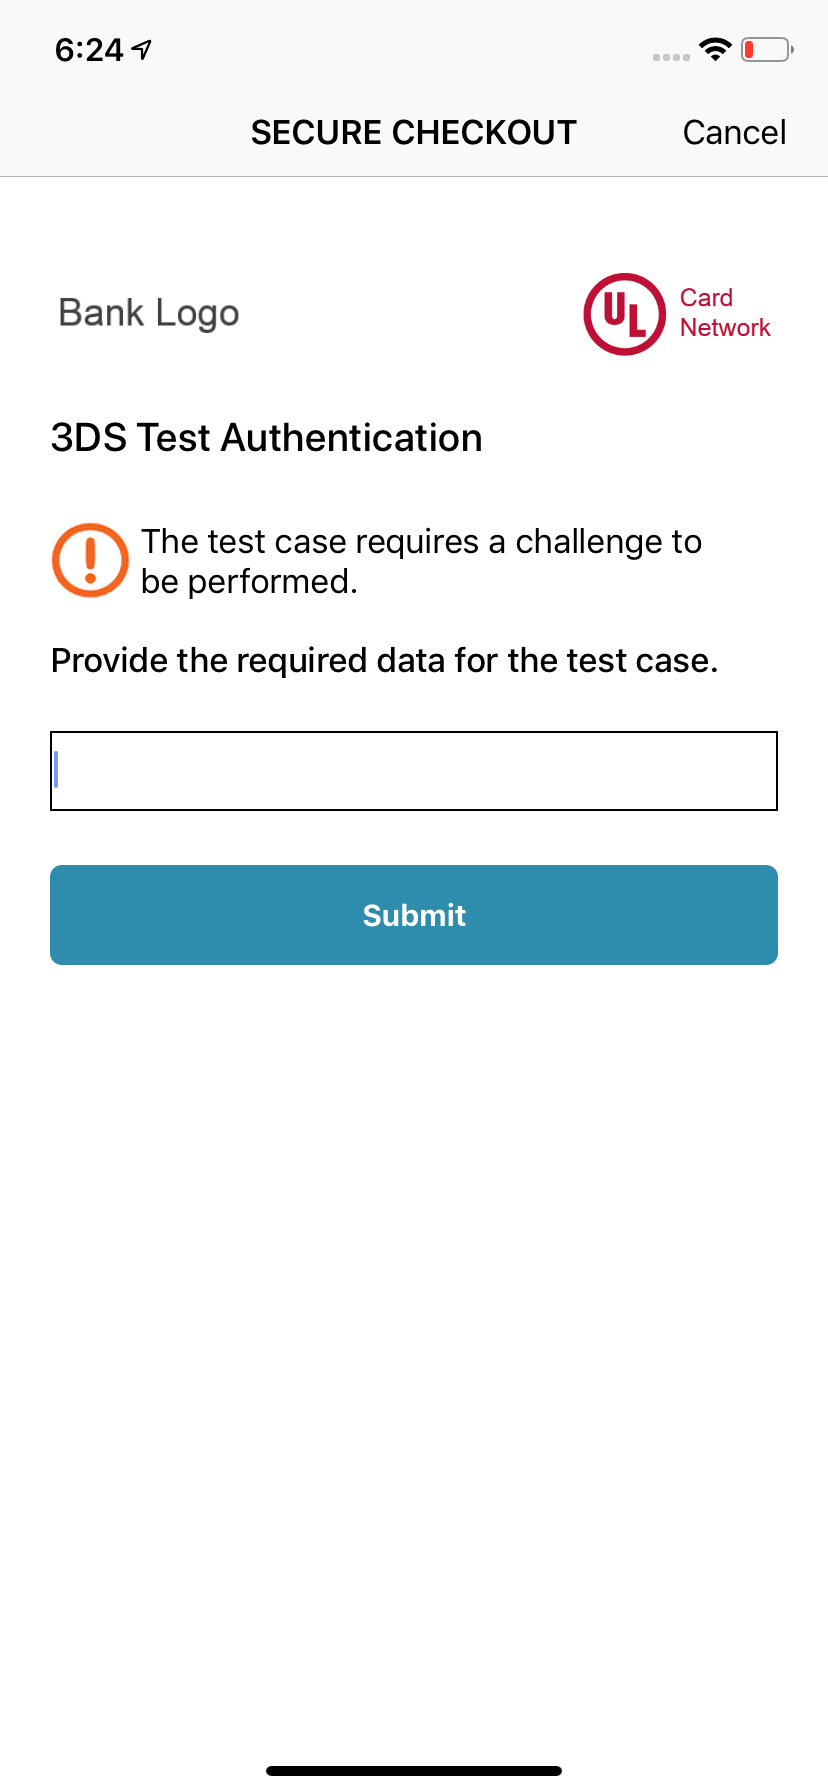 6:24
SECURE CHECKOUT
Cancel
Bank Logo
UL
Card
Network
3DS Test Authentication
The test case requires a challenge to
be performed.
Provide the required data for the test case.
Submit